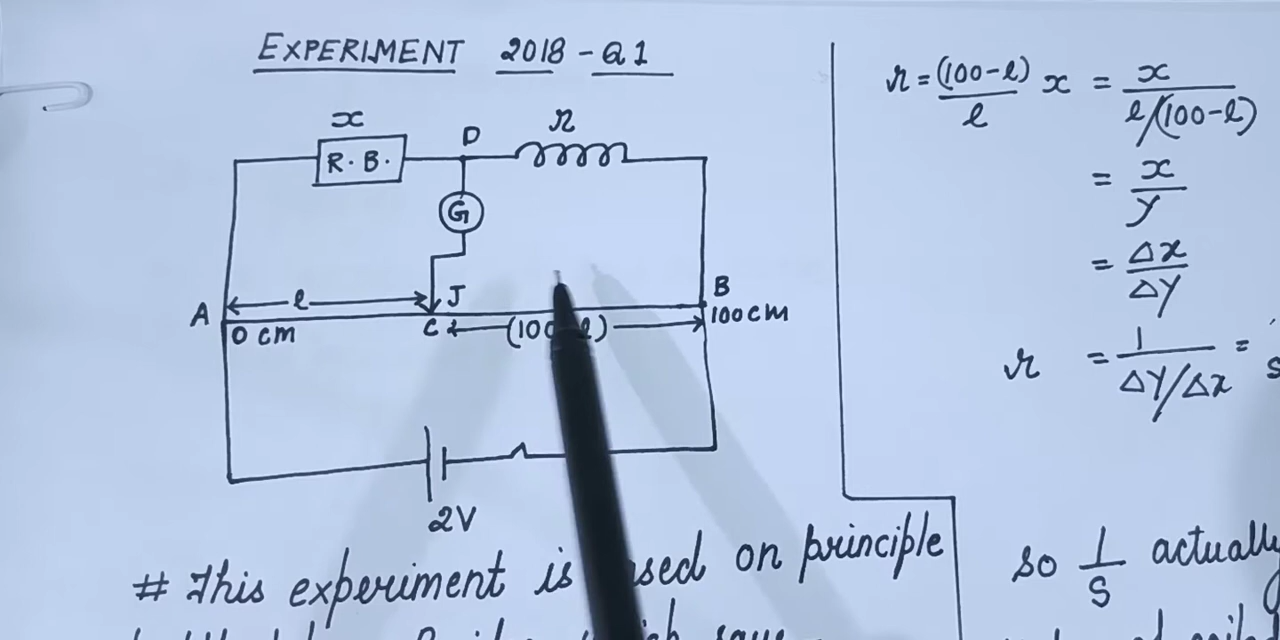 EXPERIMENT 2018 - Q1
x
R. B.
D
r
G
A
l
J
B
0 cm
C
100 cm
2V
# This experiment is on principle
r = (100-l)/l x = x / l/(100-l)
= x/y
= Δx/Δy
r = 1 / Δy/Δx =
so 1/S actually